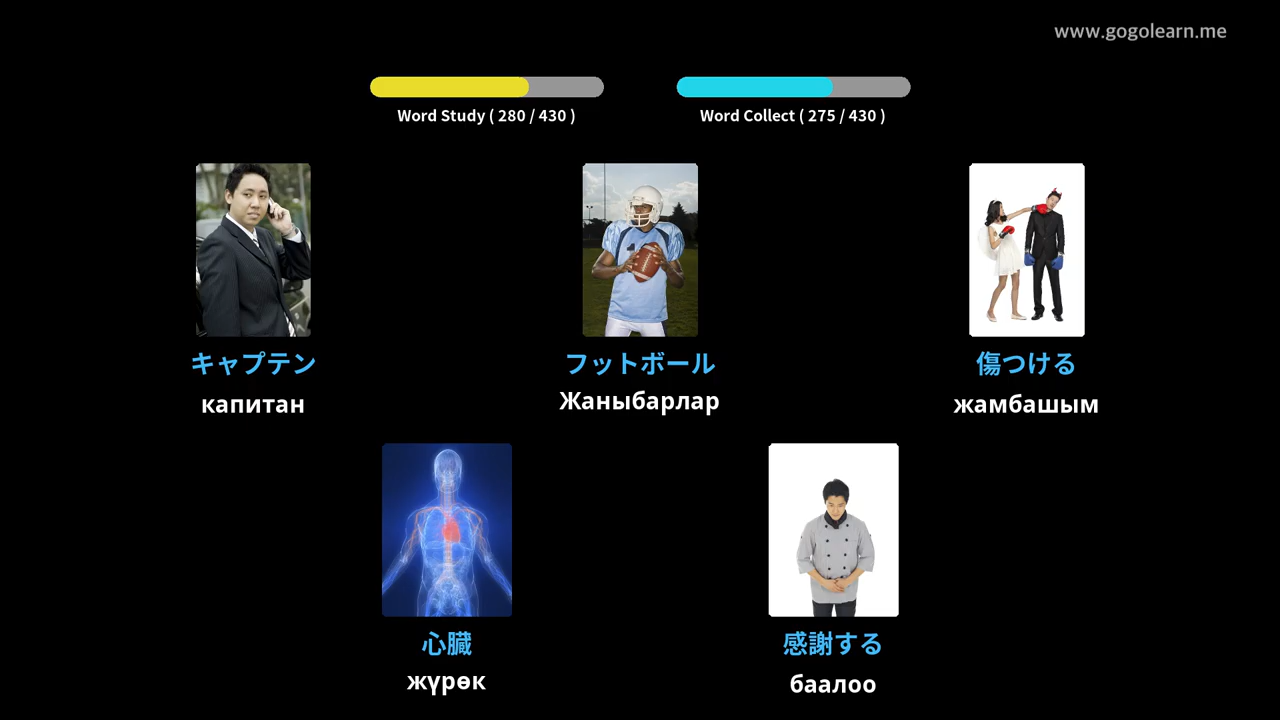 www.gogolearn.me
Word Study ( 280 / 430 )
Word Collect ( 275 / 430 )
キャプテン
капитан
フットボール
Жаныбарлар
傷つける
жамбашым
心臓
жүрөк
感謝する
баалоо